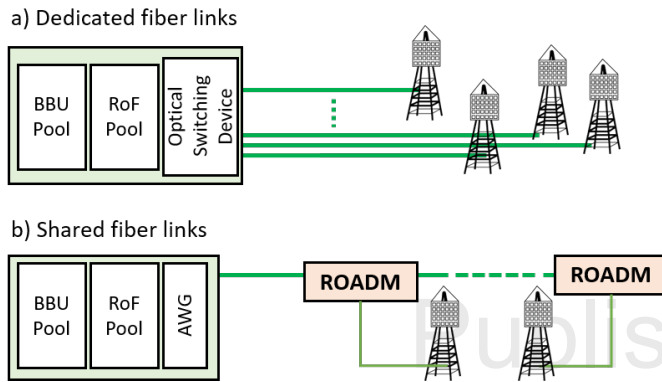 a) Dedicated fiber links
BBU
Pool
RoF
Pool
Optical
Switching
Device
b) Shared fiber links
BBU
Pool
RoF
Pool
AWG
ROADM
ROADM
Publis